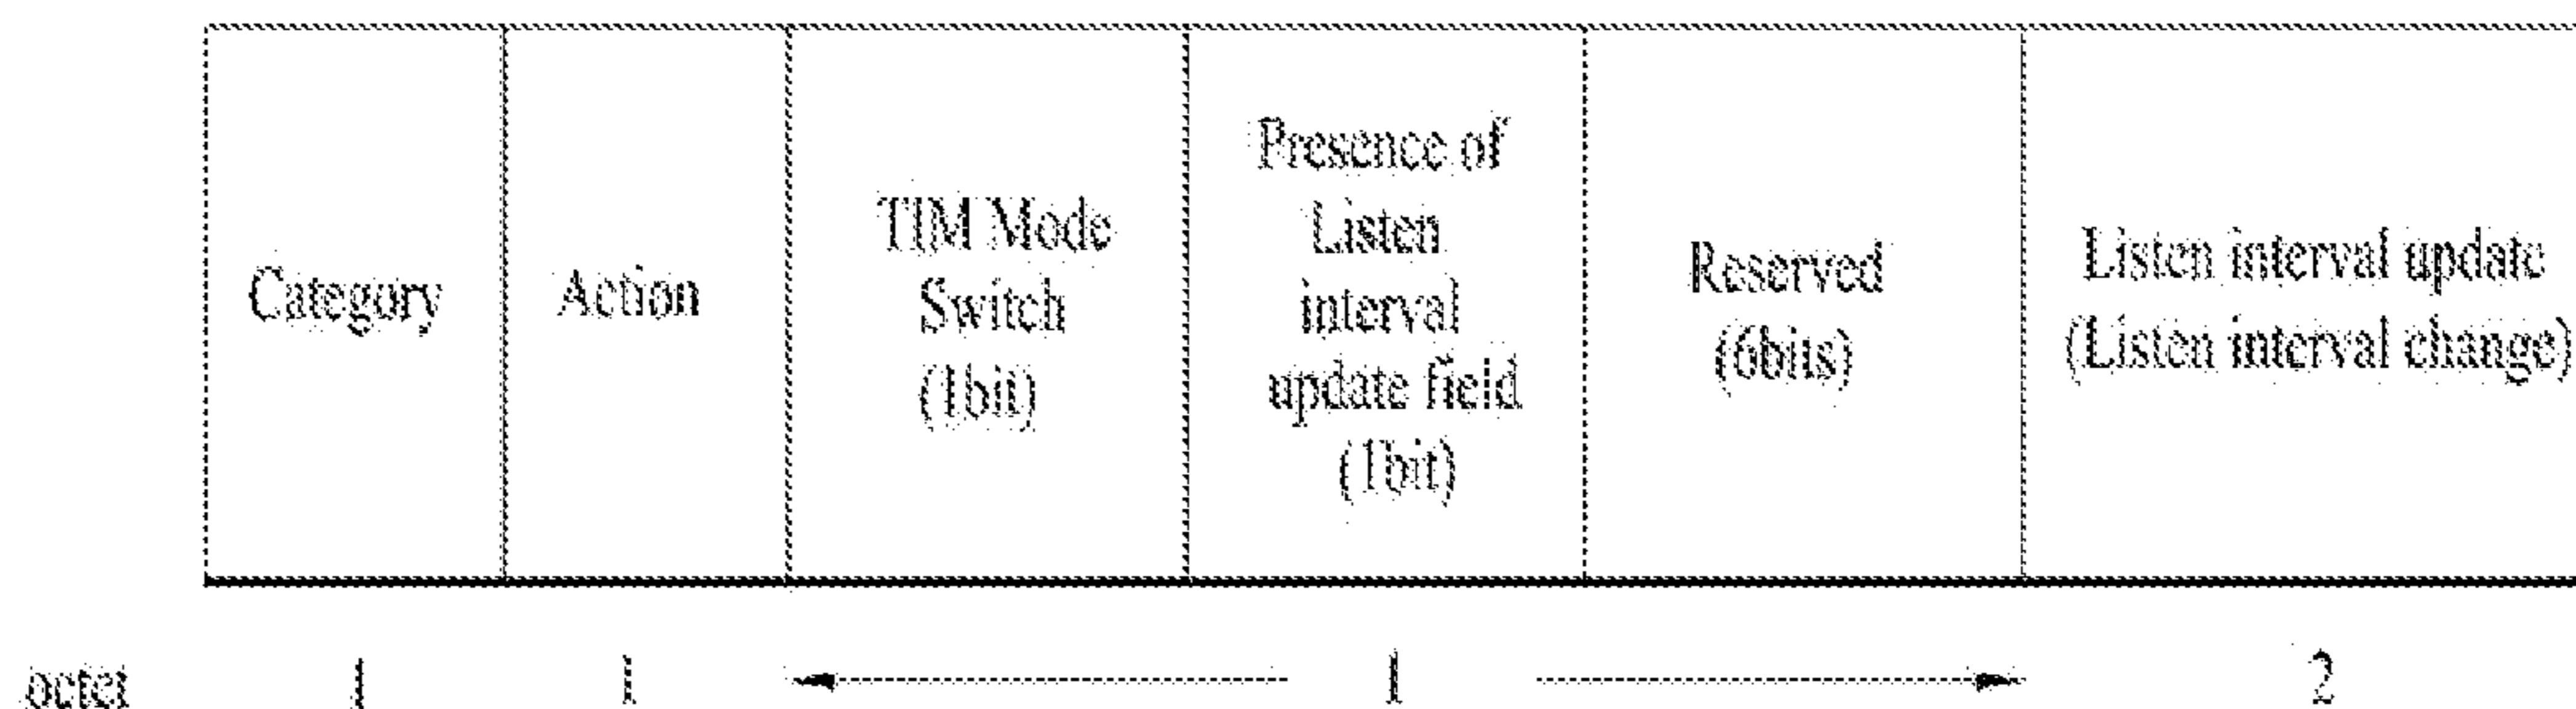 Category
Action
TIM Mode
Switch
(1bit)
Presence of
Listen
interval
update field
(1bit)
Reserved
(6bits)
Listen interval update
(Listen interval change)
octet 1 1 1 2